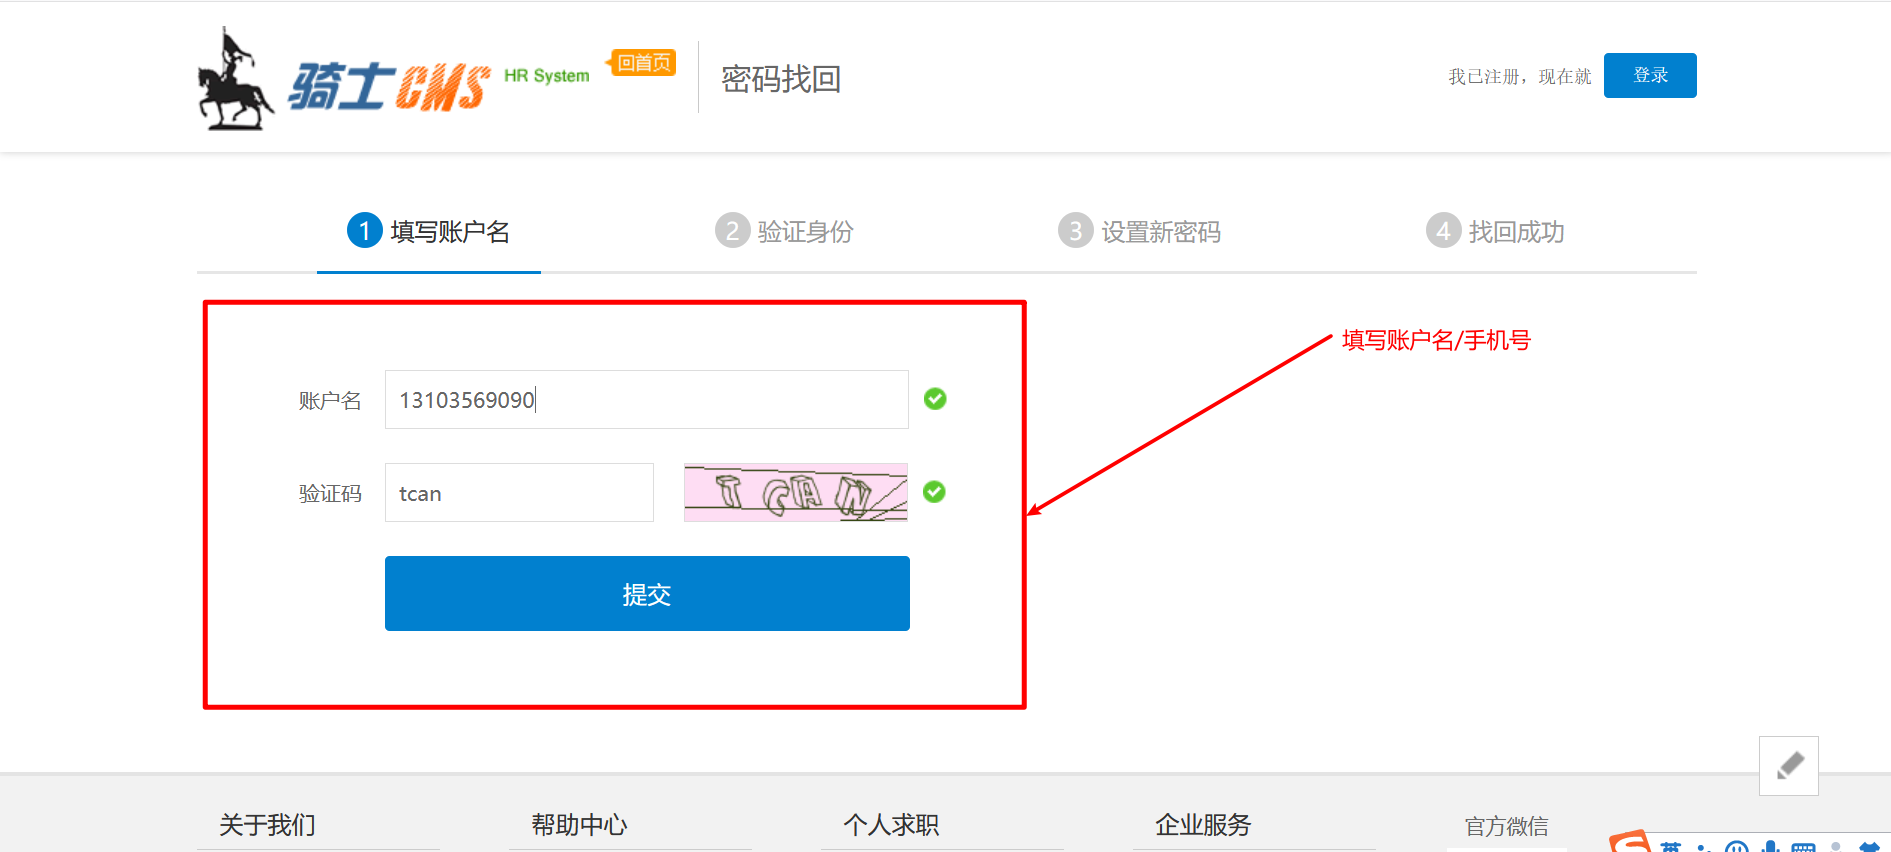 骑士CMS HR System 回首页 密码找回 我已注册，现在就 登录
1 填写账户名 2 验证身份 3 设置新密码 4 找回成功
填写账户名/手机号
账户名 13103569090
验证码 tcan TCAN
提交
关于我们 帮助中心 个人求职 企业服务 官方微信
英